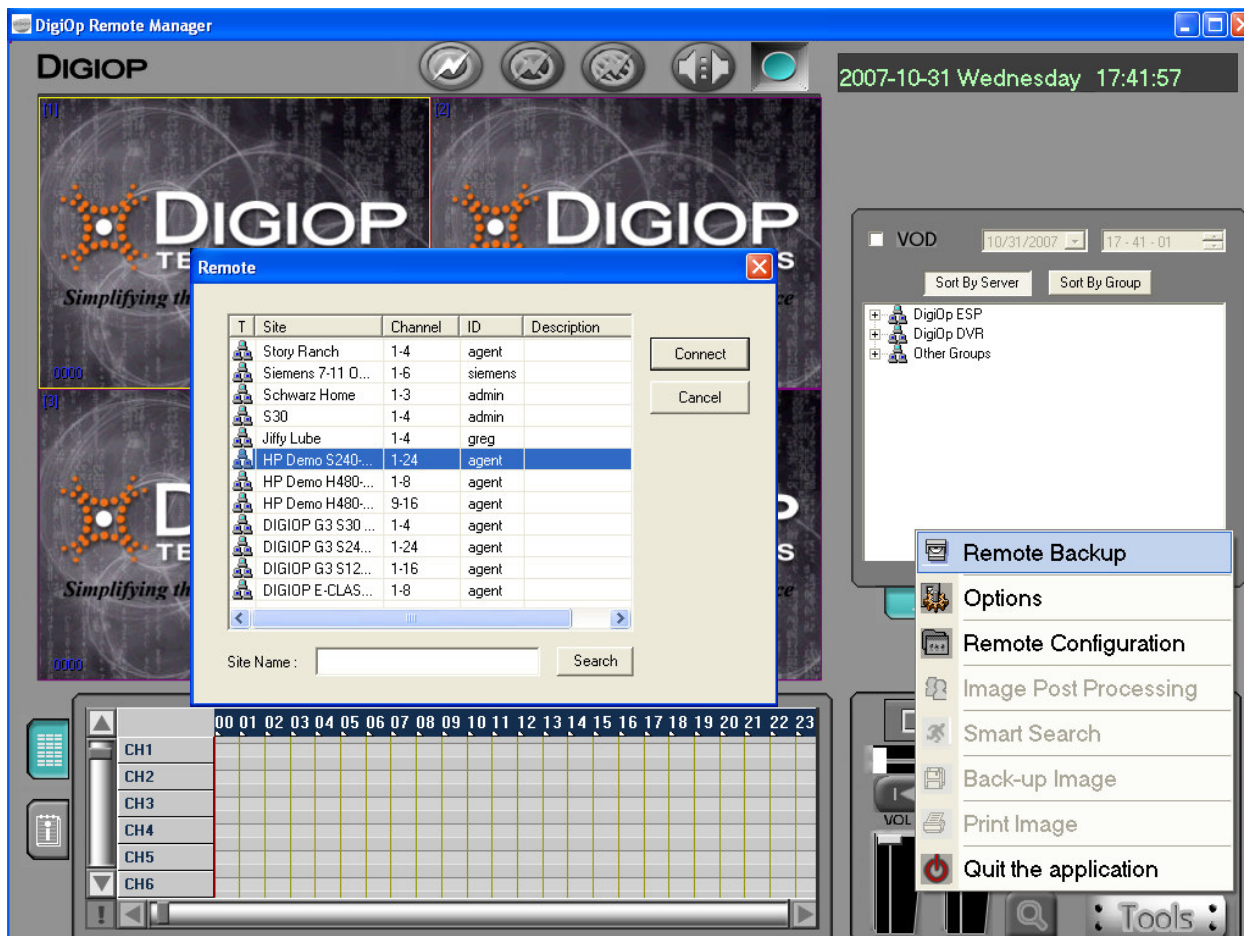 DigiOp Remote Manager
DIGIOP
2007-10-31 Wednesday 17:41:57
[1]
[2]
DIGIOP
DIGIOP
TE
S
Simplifying th
ce
0000
[3]
D
TE
S
Simplifying th
ce
0000
Remote
T Site Channel ID Description
Story Ranch 1-4 agent
Siemens 7-11 O... 1-6 siemens
Schwarz Home 1-3 admin
S30 1-4 admin
Jiffy Lube 1-4 greg
HP Demo S240-... 1-24 agent
HP Demo H480-... 1-8 agent
HP Demo H480-... 9-16 agent
DIGIOP G3 S30 ... 1-4 agent
DIGIOP G3 S24... 1-24 agent
DIGIOP G3 S12... 1-16 agent
DIGIOP E-CLAS... 1-8 agent
Connect
Cancel
Site Name :
Search
VOD 10/31/2007 17 - 41 - 01
Sort By Server Sort By Group
DigiOp ESP
DigiOp DVR
Other Groups
Remote Backup
Options
Remote Configuration
Image Post Processing
Smart Search
Back-up Image
Print Image
Quit the application
00 01 02 03 04 05 06 07 08 09 10 11 12 13 14 15 16 17 18 19 20 21 22 23
CH1
CH2
CH3
CH4
CH5
CH6
VOL
Tools